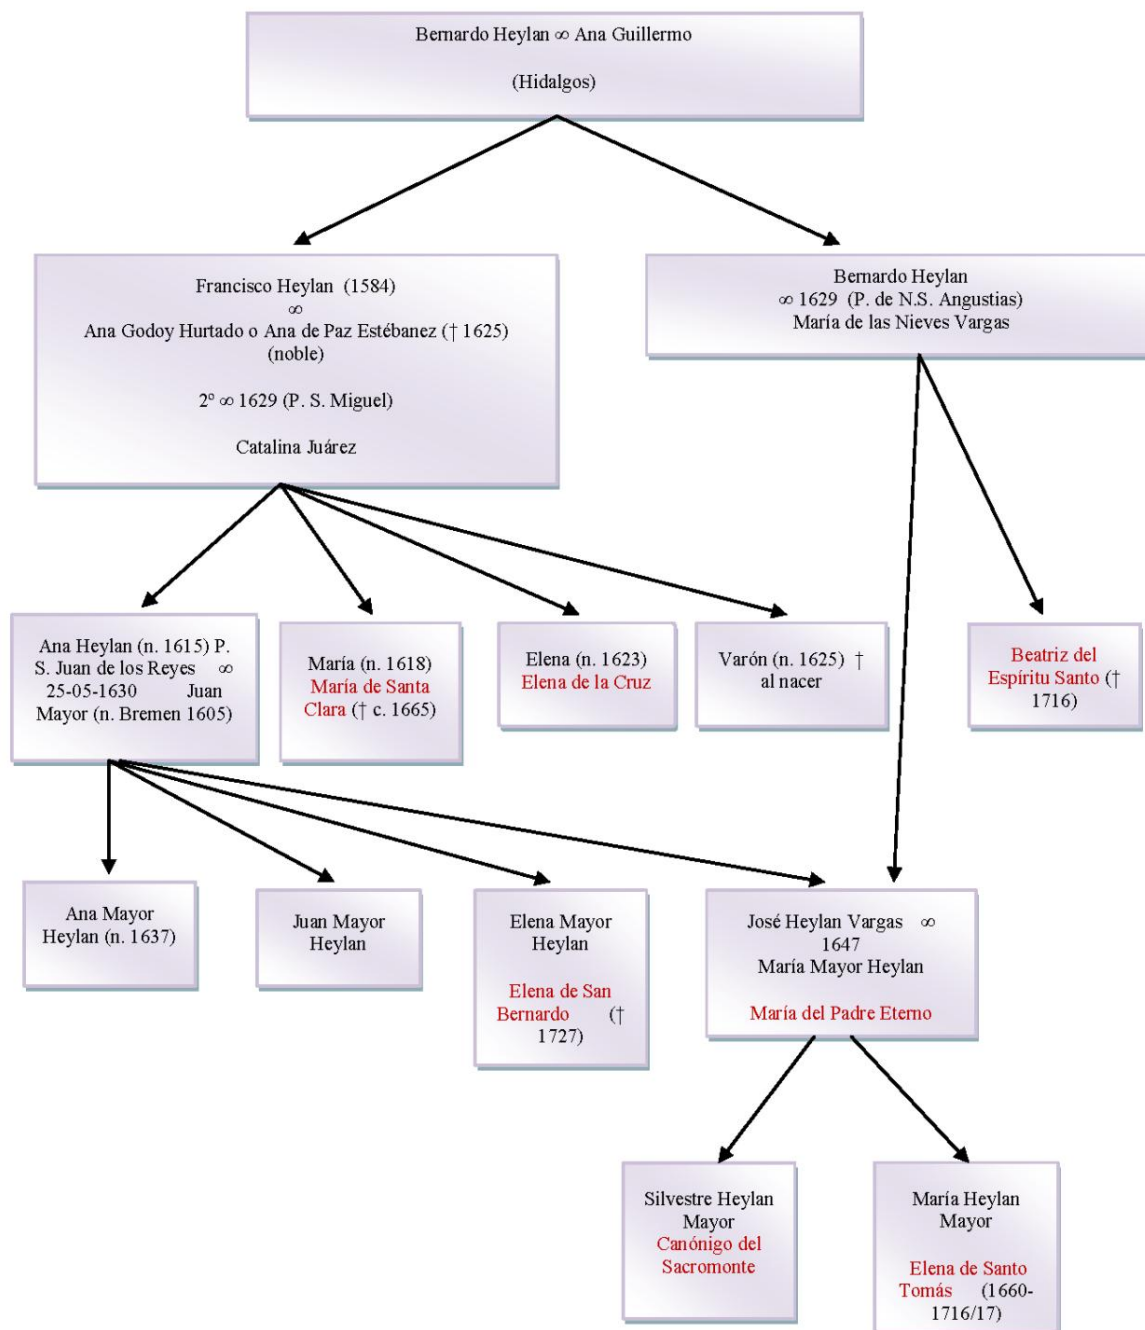 Bernardo Heylan ∞ Ana Guillermo
(Hidalgos)
Francisco Heylan (1584)
∞
Ana Godoy Hurtado o Ana de Paz Estébanez († 1625)
(noble)
2º ∞ 1629 (P. S. Miguel)
Catalina Juárez
Bernardo Heylan
∞ 1629 (P. de N.S. Angustias)
María de las Nieves Vargas
Ana Heylan (n. 1615) P.
S. Juan de los Reyes ∞
25-05-1630 Juan
Mayor (n. Bremen 1605)
María (n. 1618)
María de Santa
Clara († c. 1665)
Elena (n. 1623)
Elena de la Cruz
Varón (n. 1625) †
al nacer
Beatriz del
Espíritu Santo (†
1716)
Ana Mayor
Heylan (n. 1637)
Juan Mayor
Heylan
Elena Mayor
Heylan
Elena de San
Bernardo (†
1727)
José Heylan Vargas ∞
1647
María Mayor Heylan
María del Padre Eterno
Silvestre Heylan
Mayor
Canónigo del
Sacromonte
María Heylan
Mayor
Elena de Santo
Tomás (1660-
1716/17)